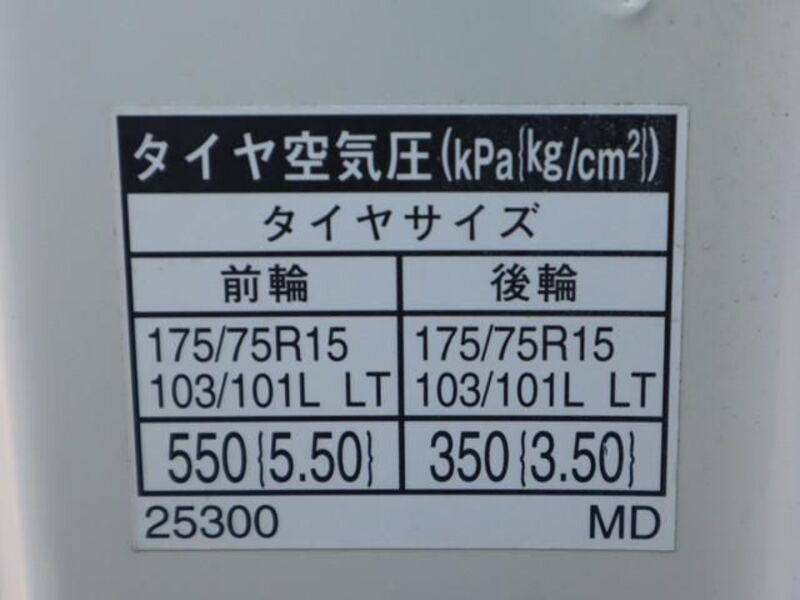 タイヤ空気圧(kPa{kg/cm²})
タイヤサイズ
前輪 後輪
175/75R15 175/75R15
103/101L LT 103/101L LT
550{5.50} 350{3.50}
25300 MD